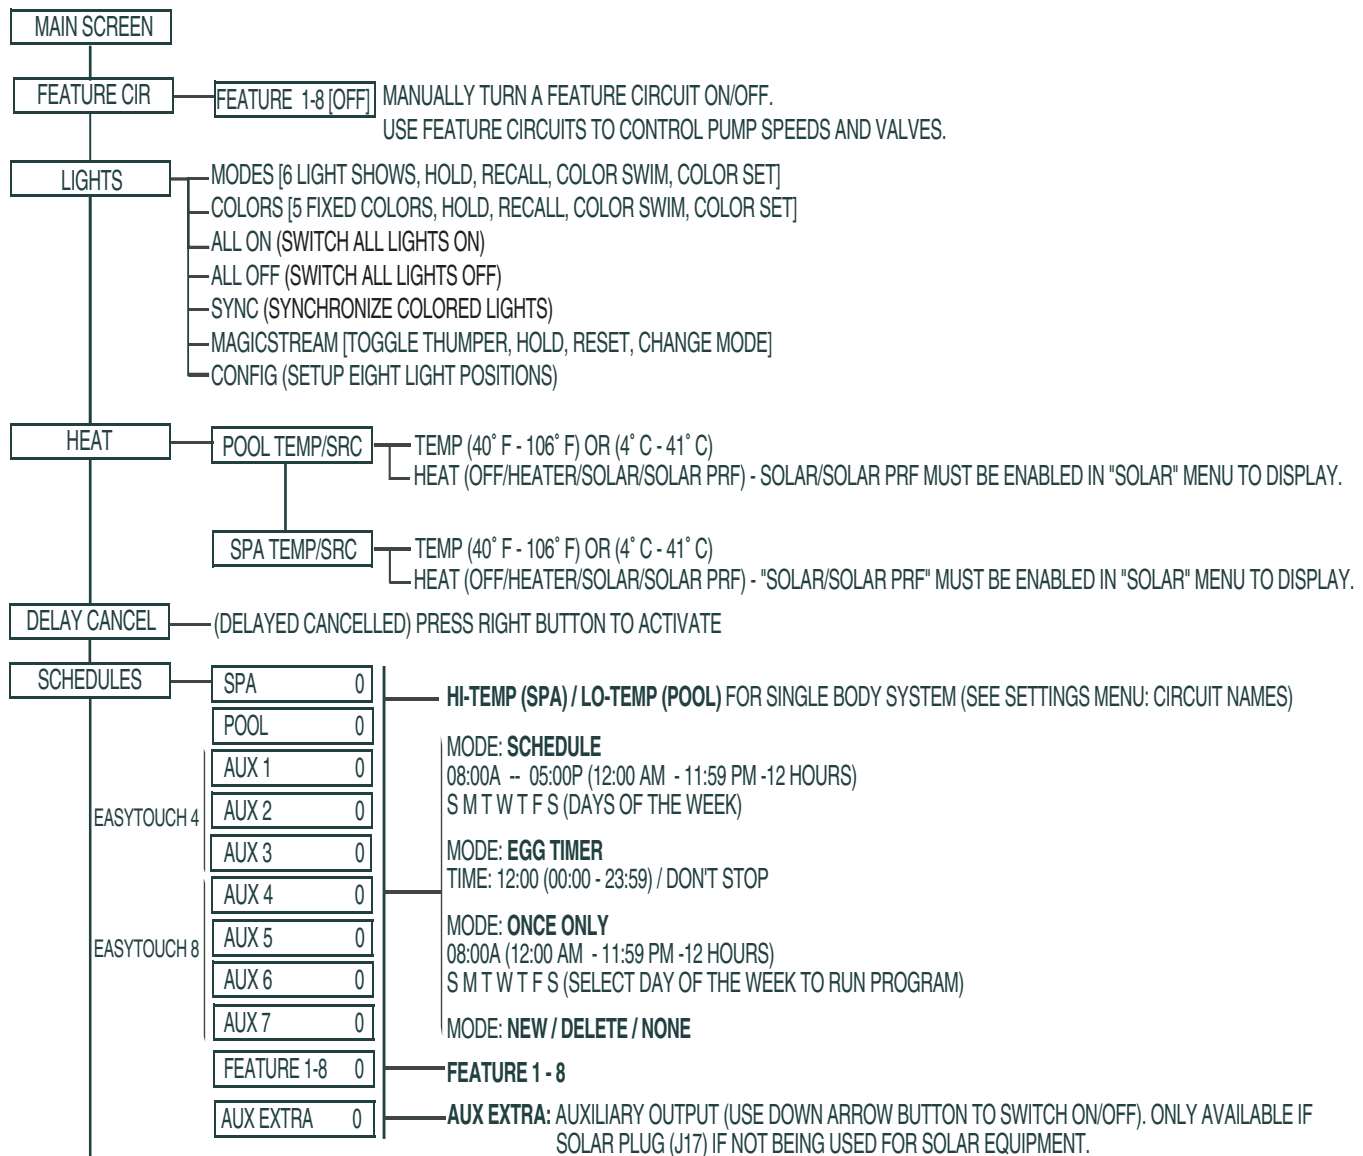 MAIN SCREEN
FEATURE CIR
FEATURE 1-8 [OFF]
MANUALLY TURN A FEATURE CIRCUIT ON/OFF.
USE FEATURE CIRCUITS TO CONTROL PUMP SPEEDS AND VALVES.
LIGHTS
MODES [6 LIGHT SHOWS, HOLD, RECALL, COLOR SWIM, COLOR SET]
COLORS [5 FIXED COLORS, HOLD, RECALL, COLOR SWIM, COLOR SET]
ALL ON (SWITCH ALL LIGHTS ON)
ALL OFF (SWITCH ALL LIGHTS OFF)
SYNC (SYNCHRONIZE COLORED LIGHTS)
MAGICSTREAM [TOGGLE THUMPER, HOLD, RESET, CHANGE MODE]
CONFIG (SETUP EIGHT LIGHT POSITIONS)
HEAT
POOL TEMP/SRC
TEMP (40° F - 106° F) OR (4° C - 41° C)
HEAT (OFF/HEATER/SOLAR/SOLAR PRF) - SOLAR/SOLAR PRF MUST BE ENABLED IN "SOLAR" MENU TO DISPLAY.
SPA TEMP/SRC
TEMP (40° F - 106° F) OR (4° C - 41° C)
HEAT (OFF/HEATER/SOLAR/SOLAR PRF) - "SOLAR/SOLAR PRF" MUST BE ENABLED IN "SOLAR" MENU TO DISPLAY.
DELAY CANCEL
(DELAYED CANCELLED) PRESS RIGHT BUTTON TO ACTIVATE
SCHEDULES
SPA 0
POOL 0
AUX 1 0
AUX 2 0
AUX 3 0
AUX 4 0
AUX 5 0
AUX 6 0
AUX 7 0
FEATURE 1-8 0
AUX EXTRA 0
EASYTOUCH 4
EASYTOUCH 8
HI-TEMP (SPA) / LO-TEMP (POOL) FOR SINGLE BODY SYSTEM (SEE SETTINGS MENU: CIRCUIT NAMES)
MODE: SCHEDULE
08:00A -- 05:00P (12:00 AM - 11:59 PM -12 HOURS)
S M T W T F S (DAYS OF THE WEEK)
MODE: EGG TIMER
TIME: 12:00 (00:00 - 23:59) / DON'T STOP
MODE: ONCE ONLY
08:00A (12:00 AM - 11:59 PM -12 HOURS)
S M T W T F S (SELECT DAY OF THE WEEK TO RUN PROGRAM)
MODE: NEW / DELETE / NONE
FEATURE 1 - 8
AUX EXTRA: AUXILIARY OUTPUT (USE DOWN ARROW BUTTON TO SWITCH ON/OFF). ONLY AVAILABLE IF
SOLAR PLUG (J17) IF NOT BEING USED FOR SOLAR EQUIPMENT.